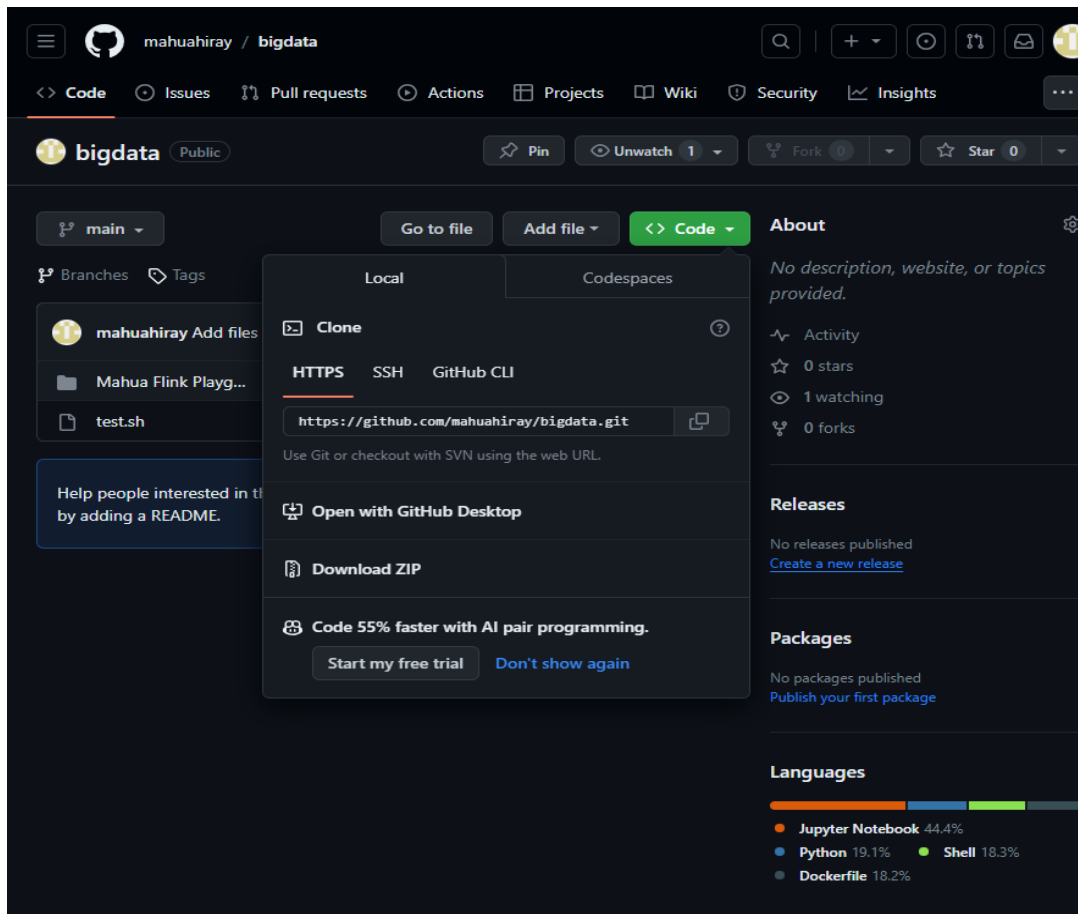 mahuahiray / bigdata
Code Issues Pull requests Actions Projects Wiki Security Insights
bigdata Public Pin Unwatch 1 Fork 0 Star 0
main Go to file Add file Code
Branches Tags
mahuahiray Add files
Mahua Flink Playg...
test.sh
Help people interested in th
by adding a README.
Local Codespaces
Clone
HTTPS SSH GitHub CLI
https://github.com/mahuahiray/bigdata.git
Use Git or checkout with SVN using the web URL.
Open with GitHub Desktop
Download ZIP
Code 55% faster with AI pair programming.
Start my free trial Don't show again
About
No description, website, or topics
provided.
Activity
0 stars
1 watching
0 forks
Releases
No releases published
Create a new release
Packages
No packages published
Publish your first package
Languages
Jupyter Notebook 44.4%
Python 19.1% Shell 18.3%
Dockerfile 18.2%